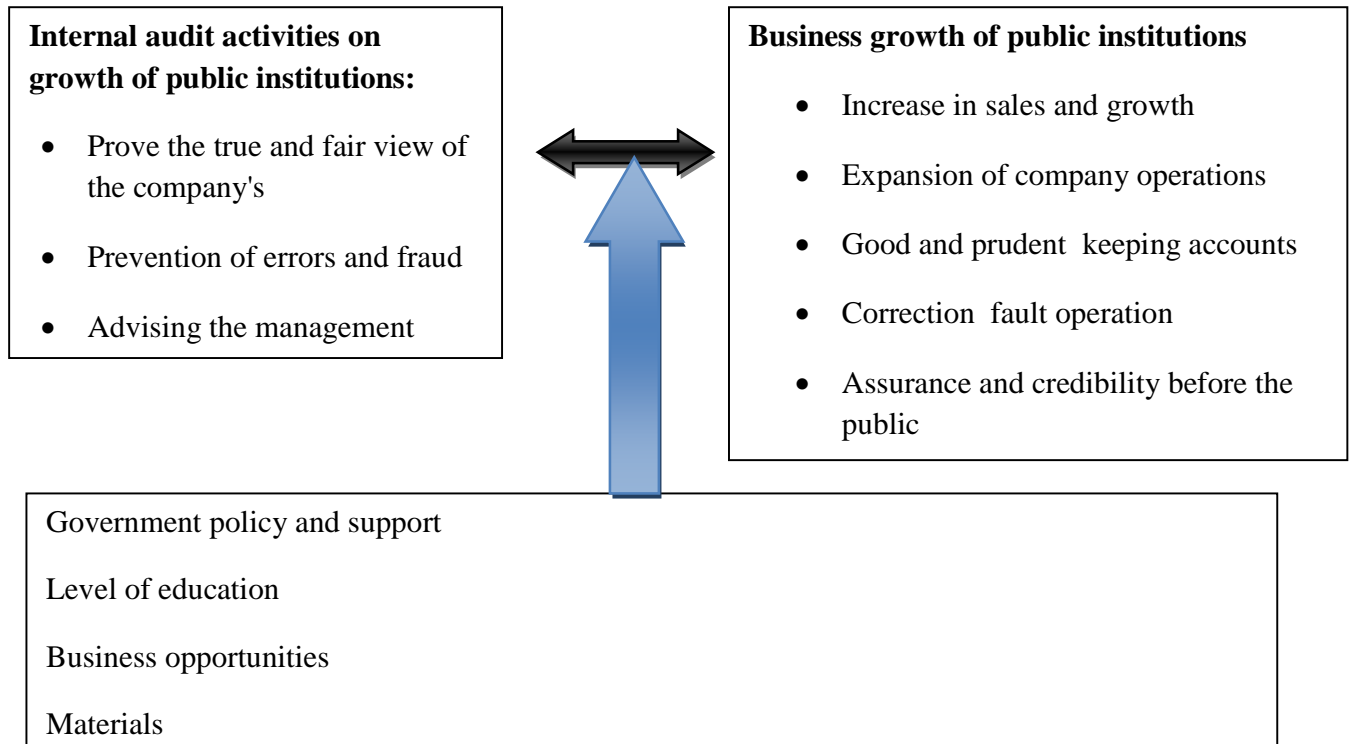 Internal audit activities on
growth of public institutions:
• Prove the true and fair view of
the company's
• Prevention of errors and fraud
• Advising the management
Business growth of public institutions
• Increase in sales and growth
• Expansion of company operations
• Good and prudent  keeping accounts
• Correction  fault operation
• Assurance and credibility before the
public
Government policy and support
Level of education
Business opportunities
Materials